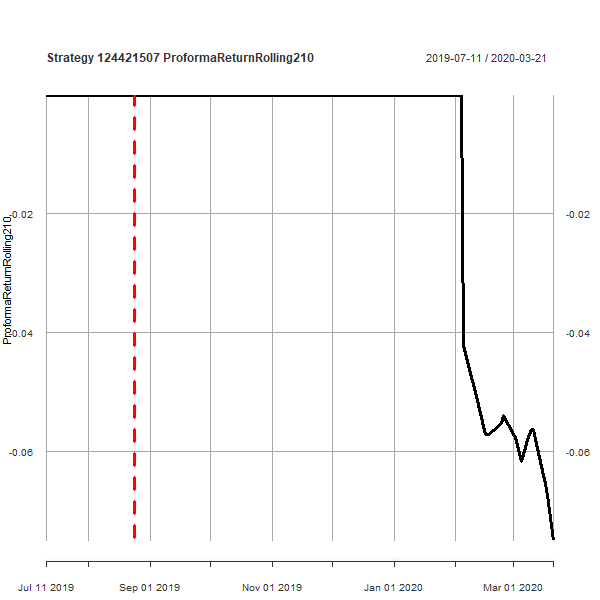 Strategy 124421507 ProformaReturnRolling210
2019-07-11 / 2020-03-21
ProformaReturnRolling210
-0.02
-0.02
-0.04
-0.04
-0.06
-0.06
Jul 11 2019
Sep 01 2019
Nov 01 2019
Jan 01 2020
Mar 01 2020